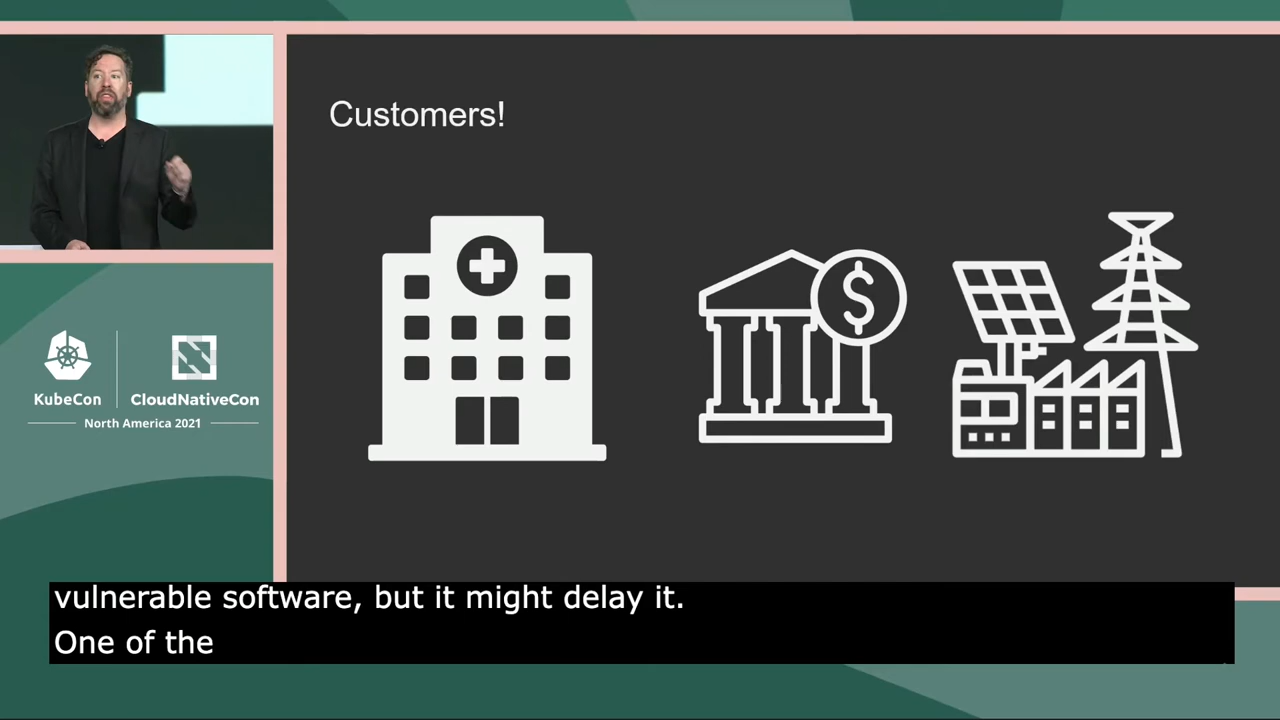 Customers!
$
KubeCon
CloudNativeCon
North America 2021
vulnerable software, but it might delay it.
One of the